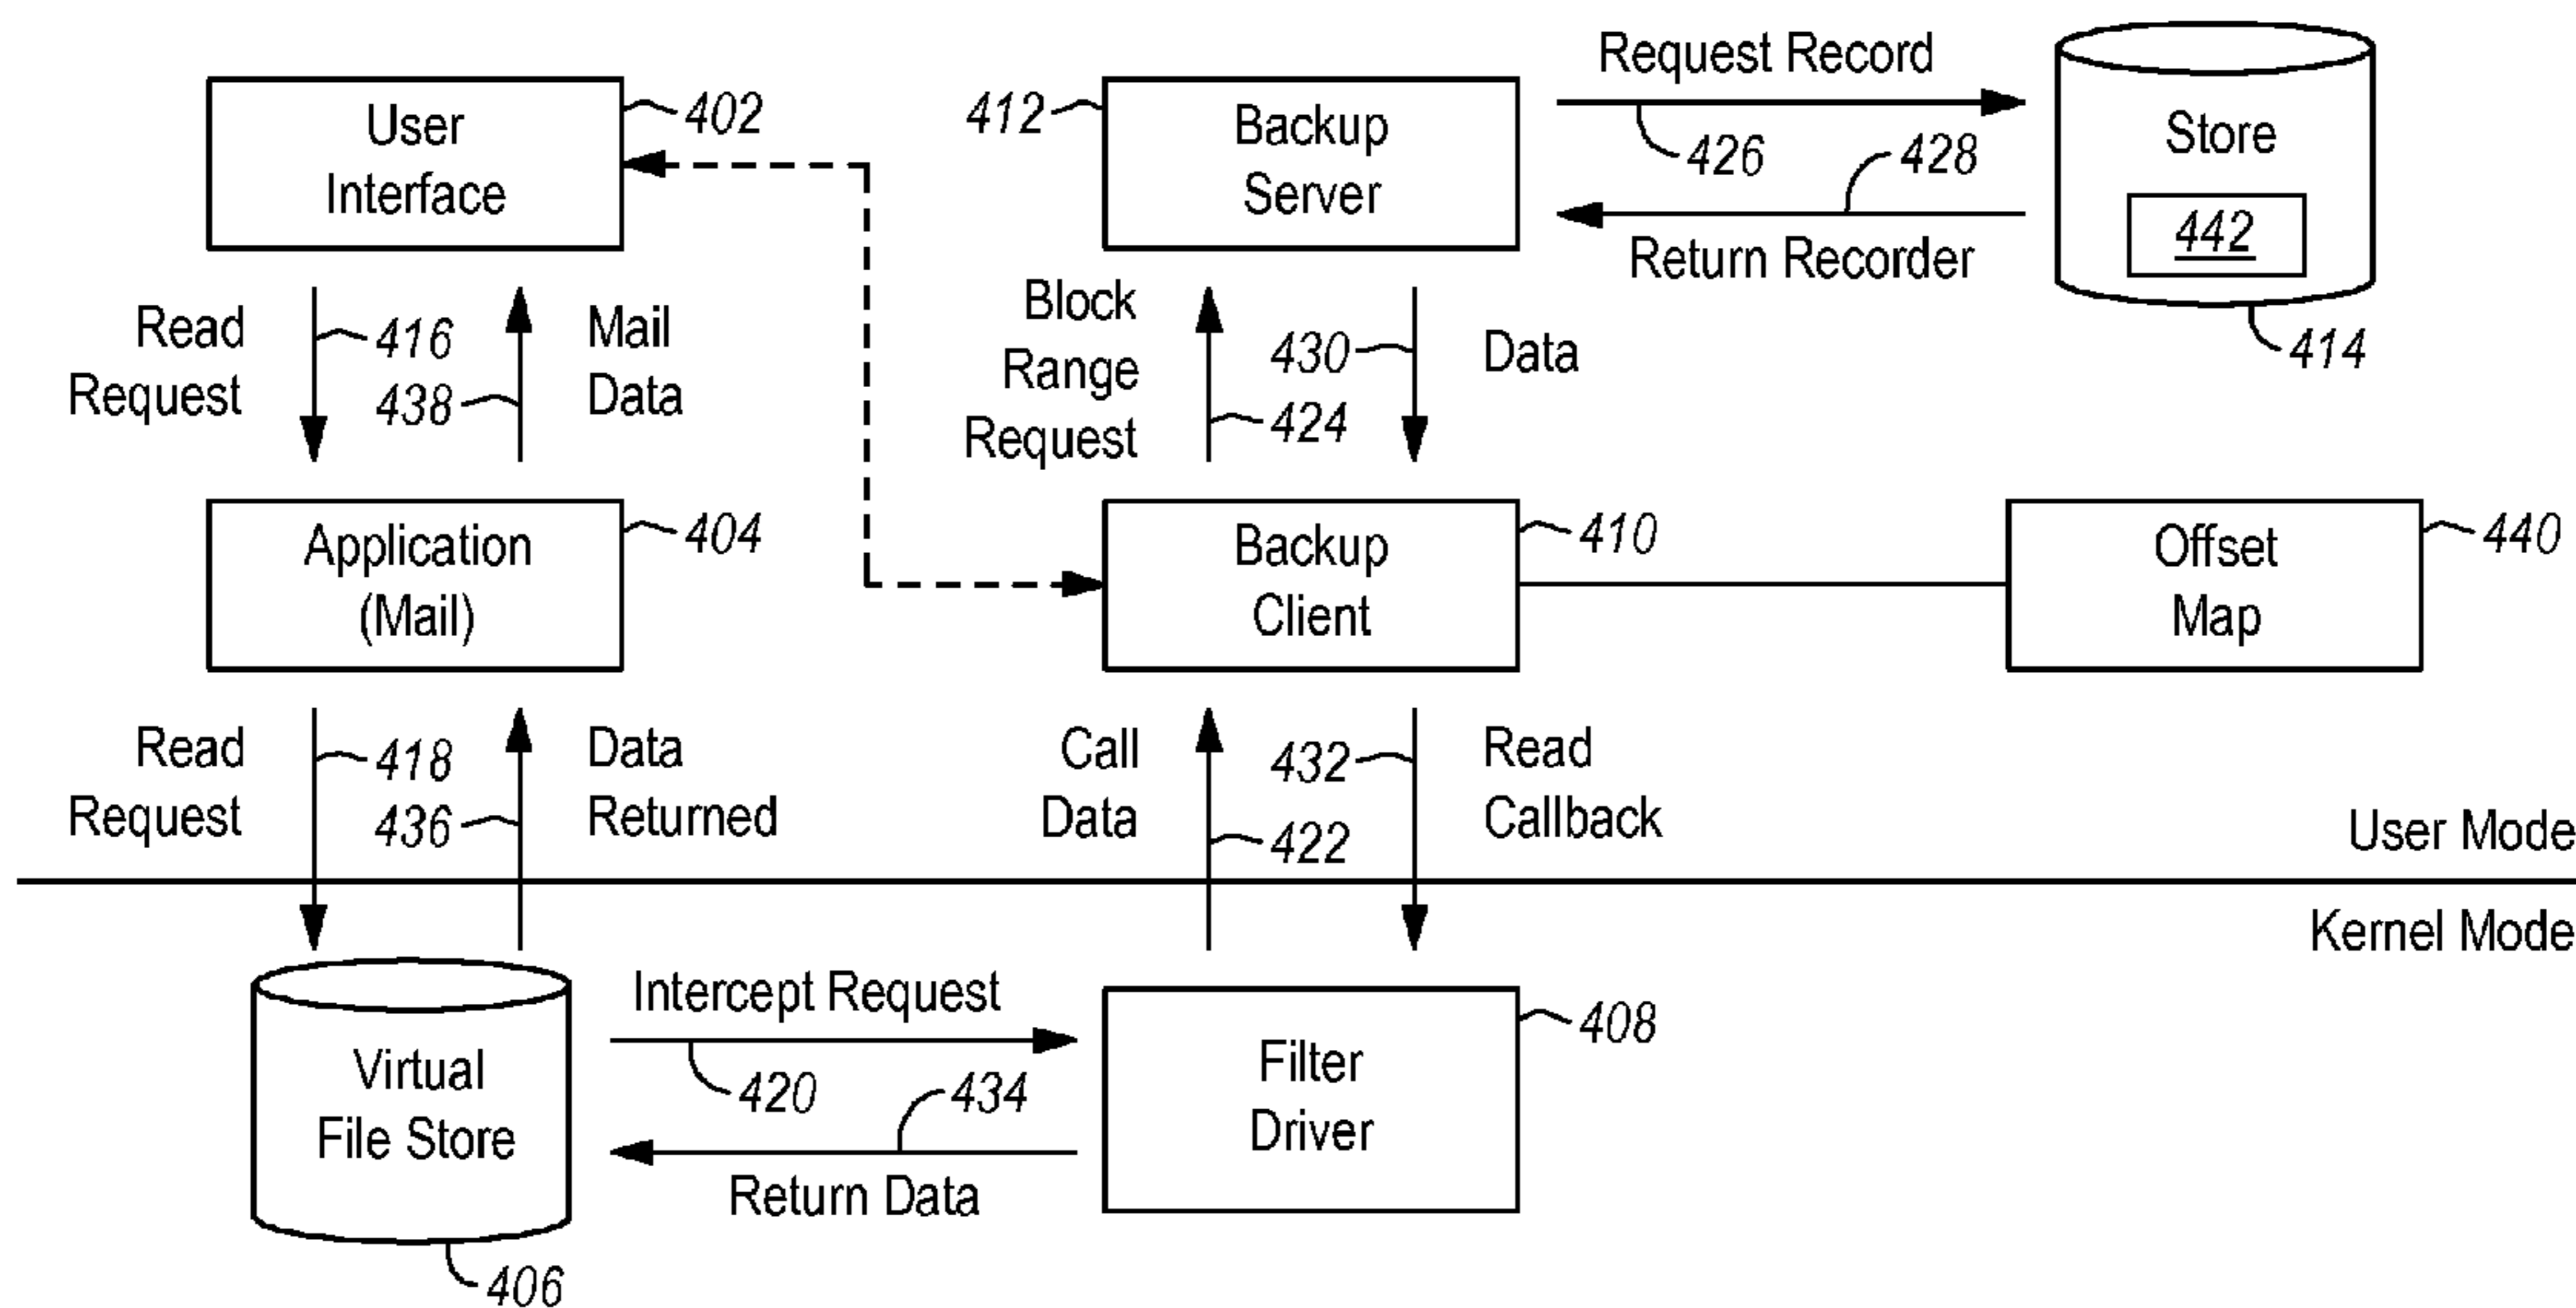 User
Interface
402
412
Backup
Server
Request Record
426
428
Return Recorder
Store
442
414
Read
Request
416
438
Mail
Data
Block
Range
Request
424
430
Data
Application
(Mail)
404
Backup
Client
410
Offset
Map
440
Read
Request
418
436
Data
Returned
Call
Data
422
432
Read
Callback
User Mode
Kernel Mode
Virtual
File Store
406
Intercept Request
420
434
Return Data
Filter
Driver
408